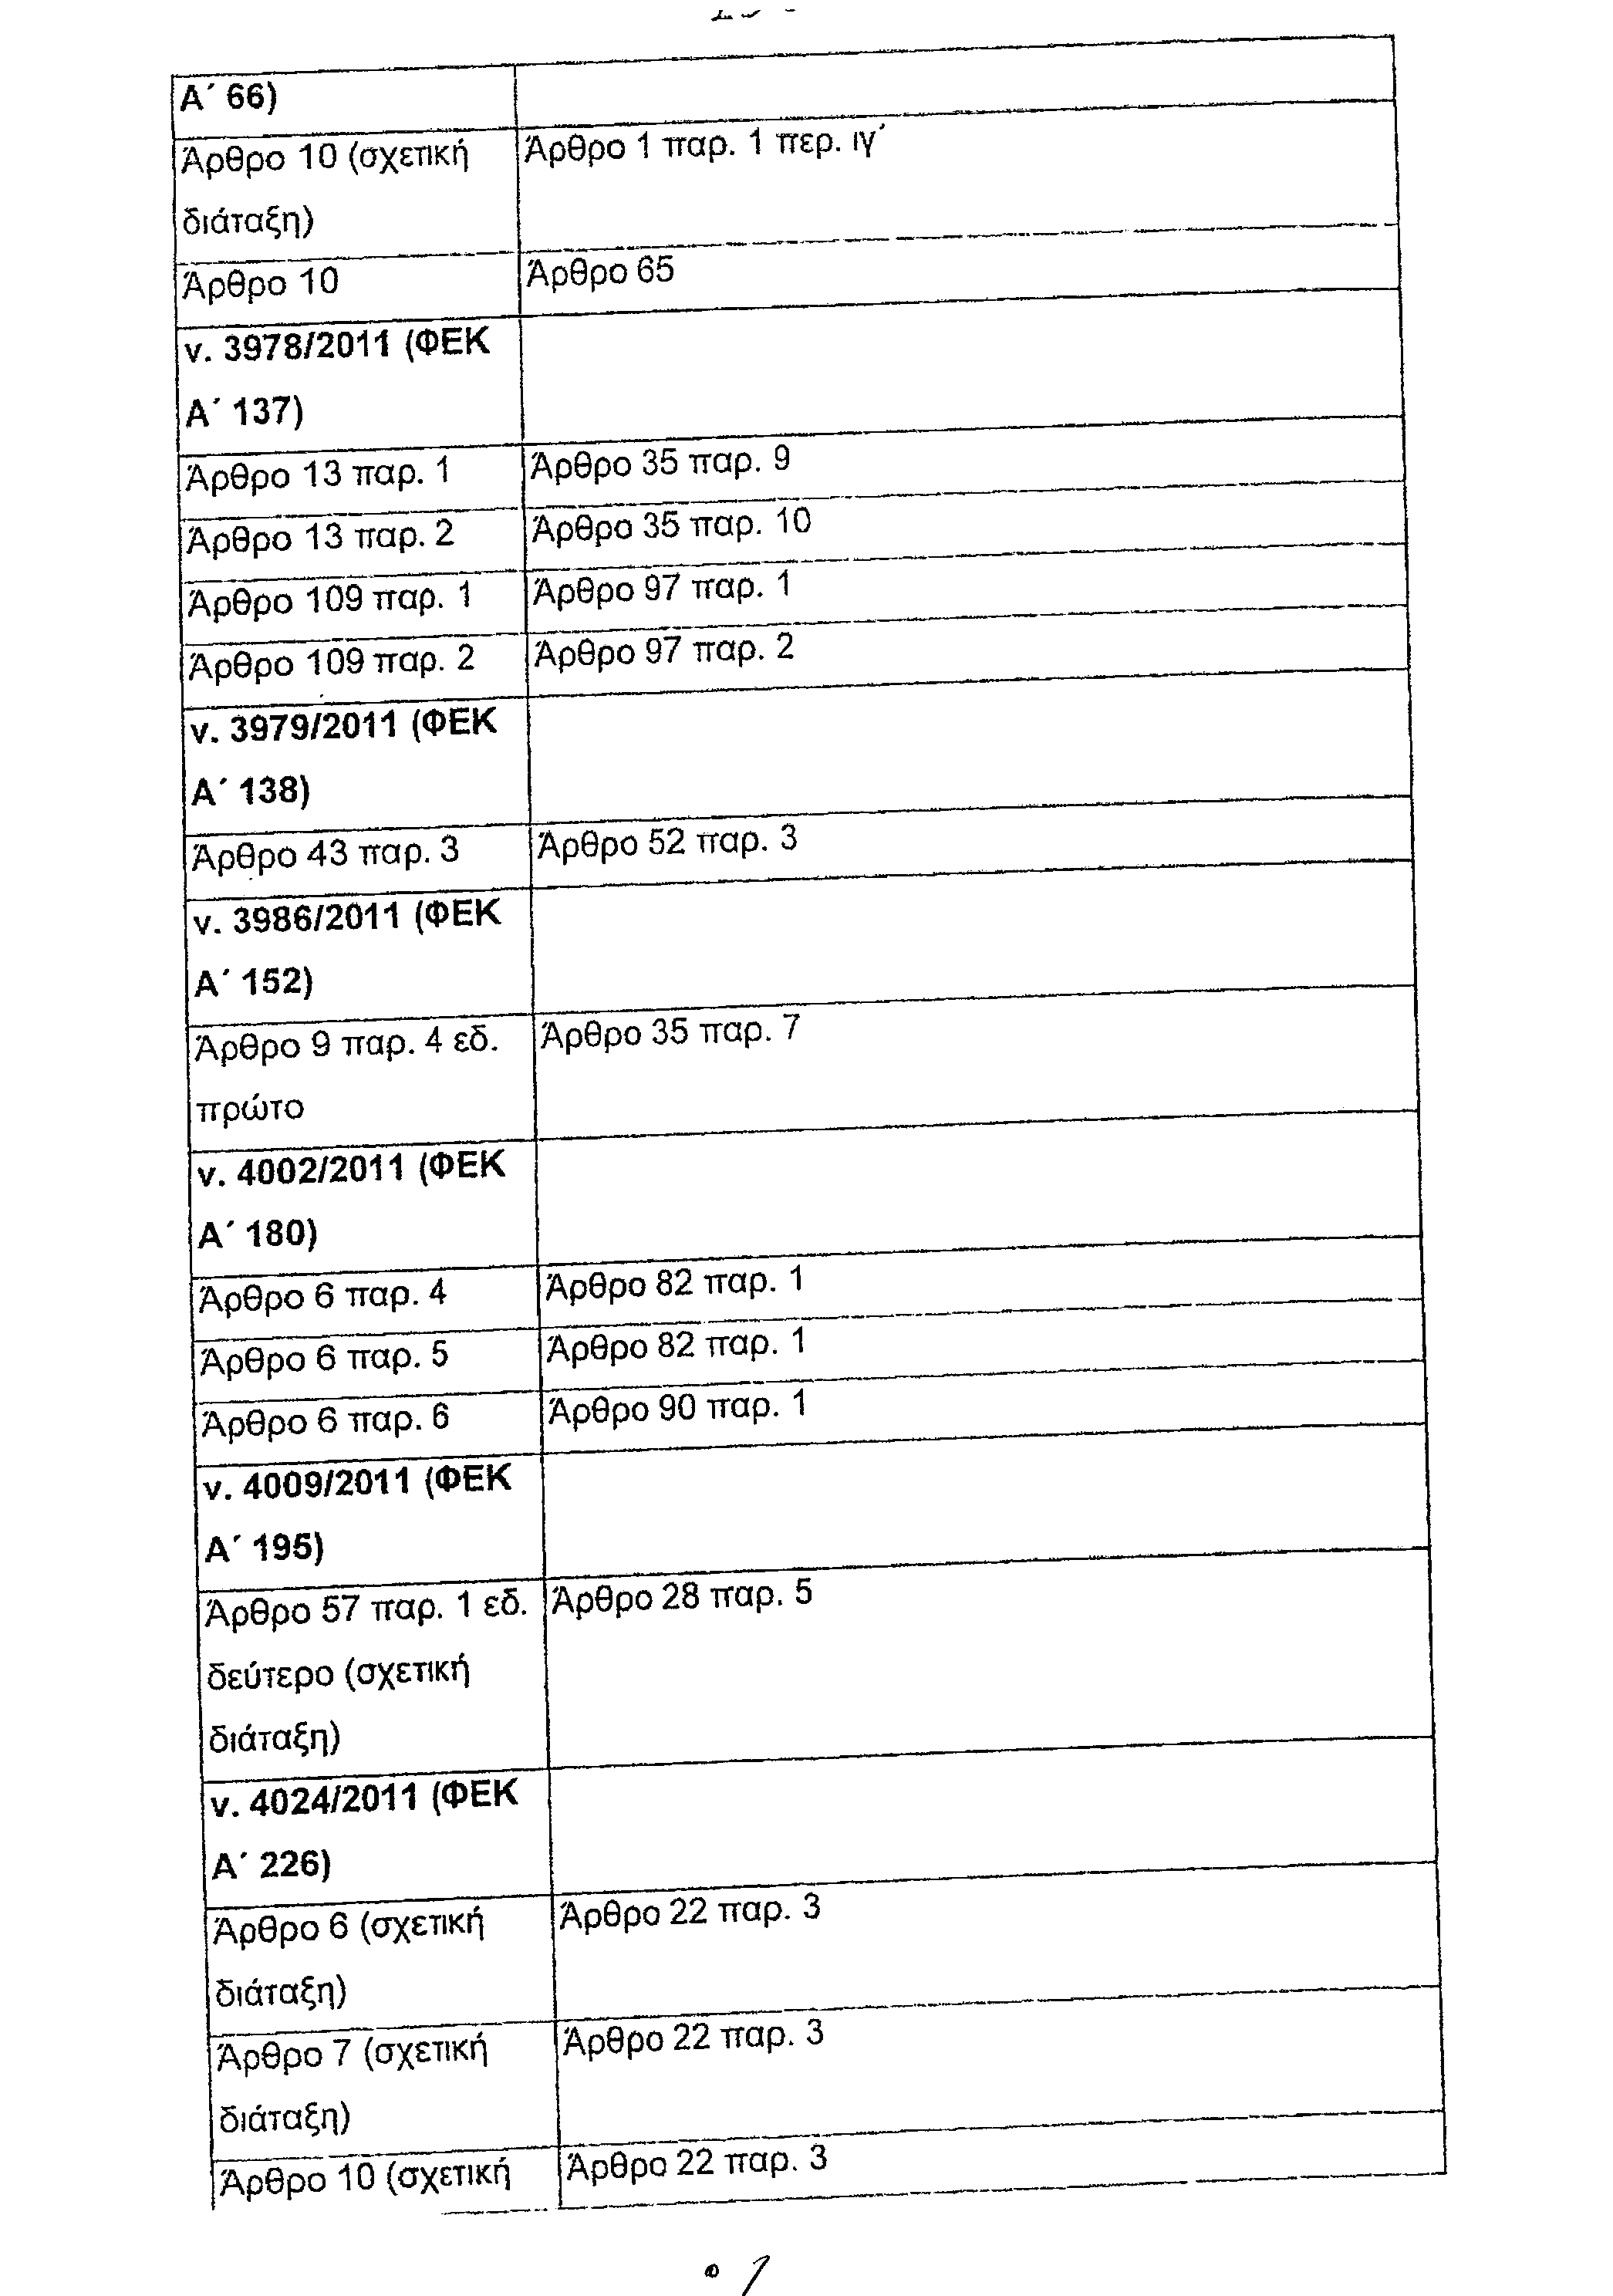 Α΄ 66)
Άρθρο 10 (σχετική Άρθρο 1 παρ. 1 περ. ιγ΄
διάταξη)
Άρθρο 10 Άρθρο 65
ν. 3978/2011 (ΦΕΚ
Α΄ 137)
Άρθρο 13 παρ. 1 Άρθρο 35 παρ. 9
Άρθρο 13 παρ. 2 Άρθρο 35 παρ. 10
Άρθρο 109 παρ. 1 Άρθρο 97 παρ. 1
Άρθρο 109 παρ. 2 Άρθρο 97 παρ. 2
ν. 3979/2011 (ΦΕΚ
Α΄ 138)
Άρθρο 43 παρ. 3 Άρθρο 52 παρ. 3
ν. 3986/2011 (ΦΕΚ
Α΄ 152)
Άρθρο 9 παρ. 4 εδ. Άρθρο 35 παρ. 7
πρώτο
ν. 4002/2011 (ΦΕΚ
Α΄ 180)
Άρθρο 6 παρ. 4 Άρθρο 82 παρ. 1
Άρθρο 6 παρ. 5 Άρθρο 82 παρ. 1
Άρθρο 6 παρ. 6 Άρθρο 90 παρ. 1
ν. 4009/2011 (ΦΕΚ
Α΄ 195)
Άρθρο 57 παρ. 1 εδ. Άρθρο 28 παρ. 5
δεύτερο (σχετική
διάταξη)
ν. 4024/2011 (ΦΕΚ
Α΄ 226)
Άρθρο 6 (σχετική Άρθρο 22 παρ. 3
διάταξη)
Άρθρο 7 (σχετική Άρθρο 22 παρ. 3
διάταξη)
Άρθρο 10 (σχετική Άρθρο 22 παρ. 3